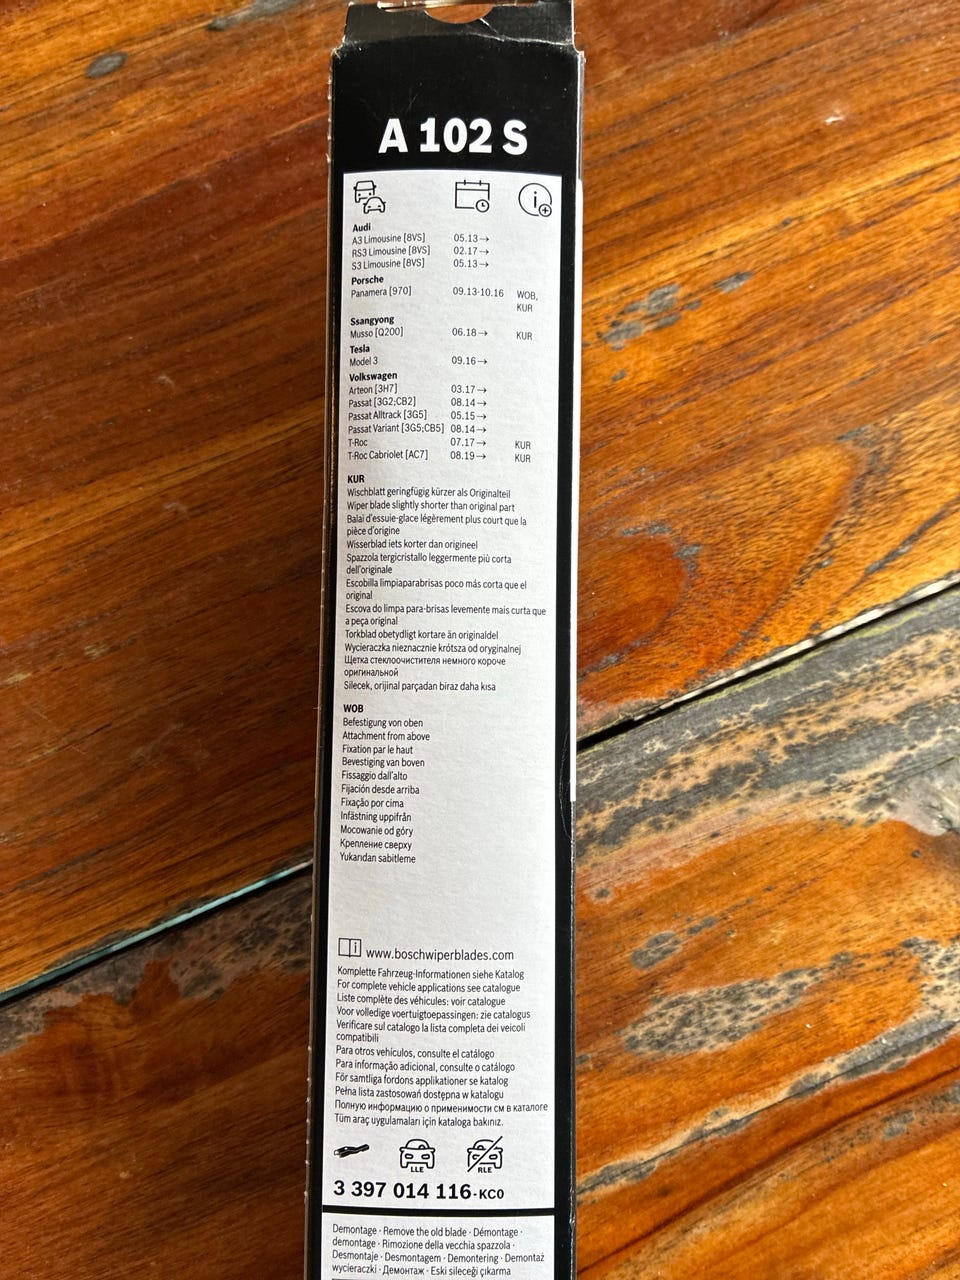 A 102 S
Audi
A3 Limousine [8VS] 05.13→
RS3 Limousine [8VS] 02.17→
S3 Limousine [8VS] 05.13→
Porsche
Panamera [970] 09.13-10.16 WOB,
KUR
Ssangyong
Musso [Q200] 06.18→ KUR
Tesla
Model 3 09.16→
Volkswagen
Arteon [3H7] 03.17→
Passat [3G2;CB2] 08.14→
Passat Alltrack [3G5] 05.15→
Passat Variant [3G5;CB5] 08.14→
T-Roc 07.17→ KUR
T-Roc Cabriolet [AC7] 08.19→ KUR
KUR
Wischblatt geringfügig kürzer als Originalteil
Wiper blade slightly shorter than original part
Balai d'essuie-glace légèrement plus court que la
pièce d'origine
Wisserblad iets korter dan origineel
Spazzola tergicristallo leggermente più corta
dell'originale
Escobilla limpiaparabrisas poco más corta que el
original
Escova do limpa para-brisas levemente mais curta que
a peça original
Torkblad obetydligt kortare än originaldel
Wycieraczka nieznacznie krótsza od oryginalnej
Щетка стеклоочистителя немного короче
оригинальной
Silecek, orijinal parçadan biraz daha kısa
WOB
Befestigung von oben
Attachment from above
Fixation par le haut
Bevestiging van boven
Fissaggio dall'alto
Fijación desde arriba
Fixação por cima
Infästning uppifrån
Mocowanie od góry
Крепление сверху
Yukarıdan sabitleme
www.boschwiperblades.com
Komplette Fahrzeug-Informationen siehe Katalog
For complete vehicle applications see catalogue
Liste complète des véhicules: voir catalogue
Voor volledige voertuigtoepassingen: zie catalogus
Verificare sul catalogo la lista completa dei veicoli
compatibili
Para otros vehículos, consulte el catálogo
Para informação adicional, consulte o catálogo
För samtliga fordons applikationer se katalog
Pełna lista zastosowań dostępna w katalogu
Полную информацию о применимости см в каталоге
Tüm araç uygulamaları için kataloga bakınız.
LLE RLE
3 397 014 116-KC0
Demontage · Remove the old blade · Démontage ·
demontage · Rimozione della vecchia spazzola ·
Desmontaje · Desmontagem · Demontering · Demontaż
wycieraczki · Демонтаж · Eski sileceği çıkarma